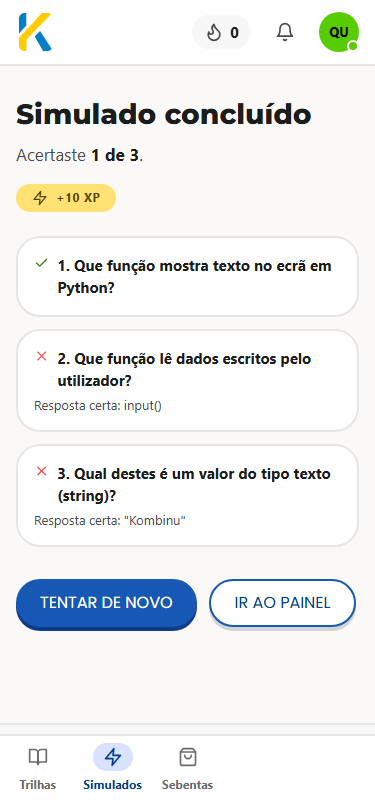 0
QU
Simulado concluído
Acertaste 1 de 3.
+10 XP
1. Que função mostra texto no ecrã em
Python?
2. Que função lê dados escritos pelo
utilizador?
Resposta certa: input()
3. Qual destes é um valor do tipo texto
(string)?
Resposta certa: "Kombinu"
TENTAR DE NOVO
IR AO PAINEL
Trilhas
Simulados
Sebentas